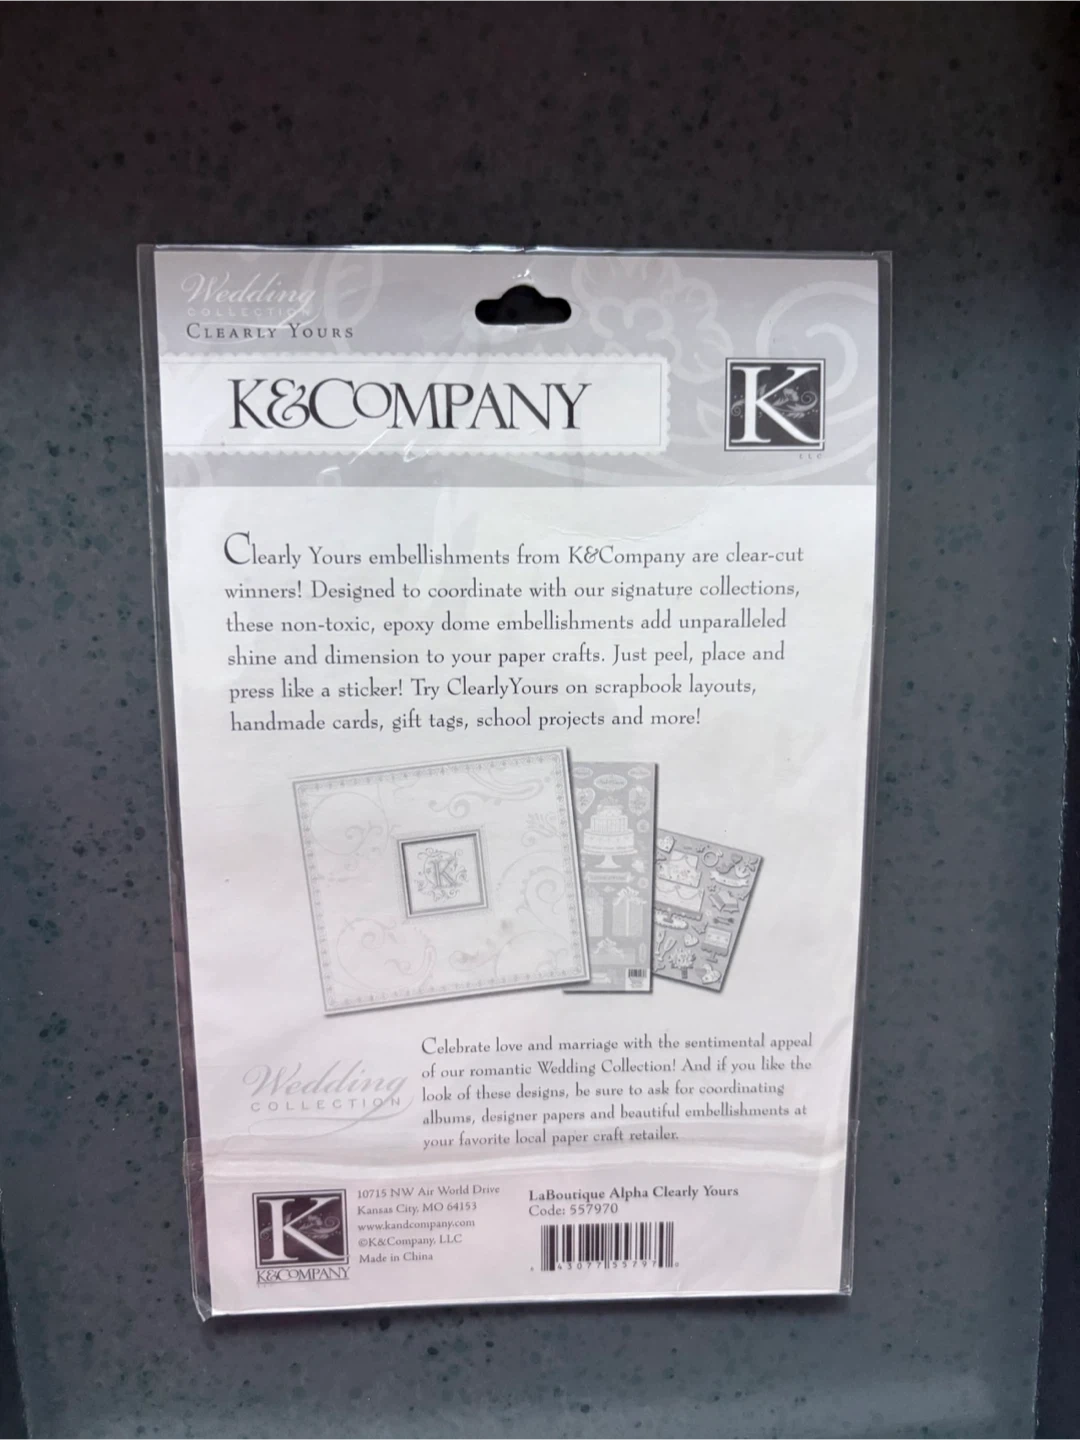 Wedding
COLLECTION
CLEARLY YOURS
K&COMPANY
K
LLC
Clearly Yours embellishments from K&Company are clear-cut
winners! Designed to coordinate with our signature collections,
these non-toxic, epoxy dome embellishments add unparalleled
shine and dimension to your paper crafts. Just peel, place and
press like a sticker! Try ClearlyYours on scrapbook layouts,
handmade cards, gift tags, school projects and more!
K
Celebrate love and marriage with the sentimental appeal
of our romantic Wedding Collection! And if you like the
look of these designs, be sure to ask for coordinating
albums, designer papers and beautiful embellishments at
your favorite local paper craft retailer.
Wedding
COLLECTION
K
K&COMPANY
10715 NW Air World Drive
Kansas City, MO 64153
www.kandcompany.com
©K&Company, LLC
Made in China
LaBoutique Alpha Clearly Yours
Code: 557970